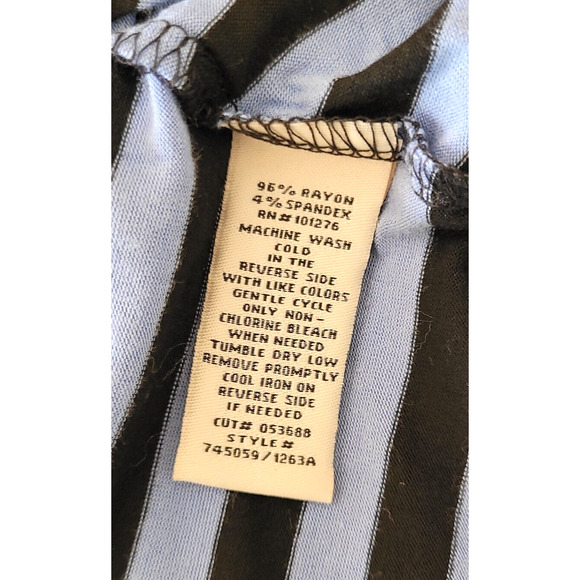 96% RAYON
4% SPANDEX
RN# 101276
MACHINE WASH
COLD
IN THE
REVERSE SIDE
WITH LIKE COLORS
GENTLE CYCLE
ONLY NON-
CHLORINE BLEACH
WHEN NEEDED
TUMBLE DRY LOW
REMOVE PROMPTLY
COOL IRON ON
REVERSE SIDE
IF NEEDED
CUT# 053688
STYLE#
745059/1263A